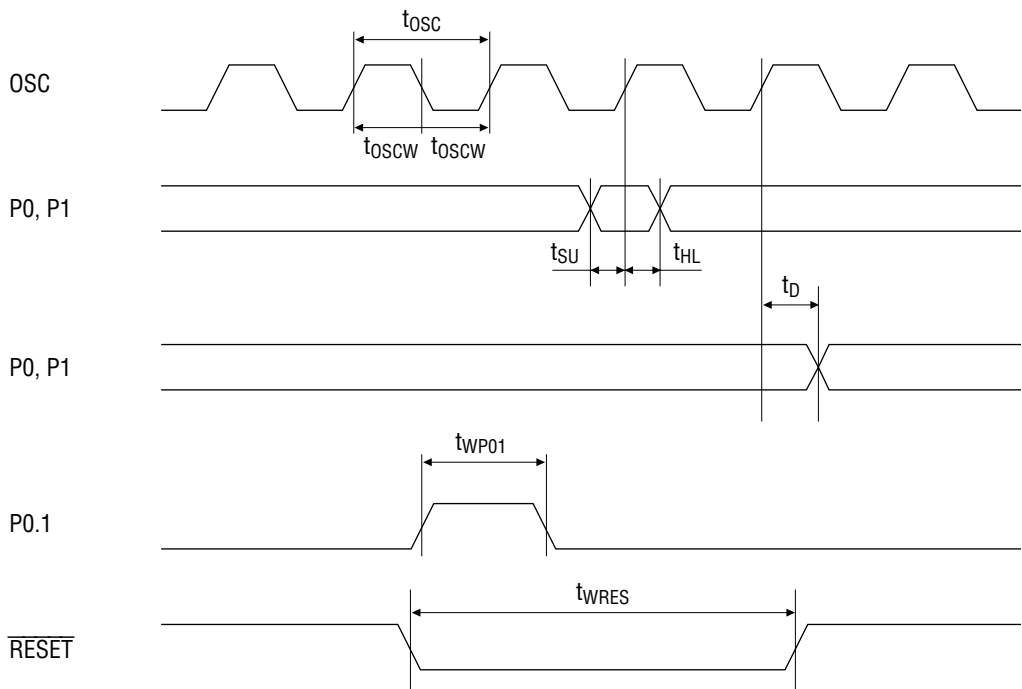 tOSC
OSC
tOSCW tOSCW
P0, P1
tSU tHL
tD
P0, P1
tWP01
P0.1
tWRES
RESET